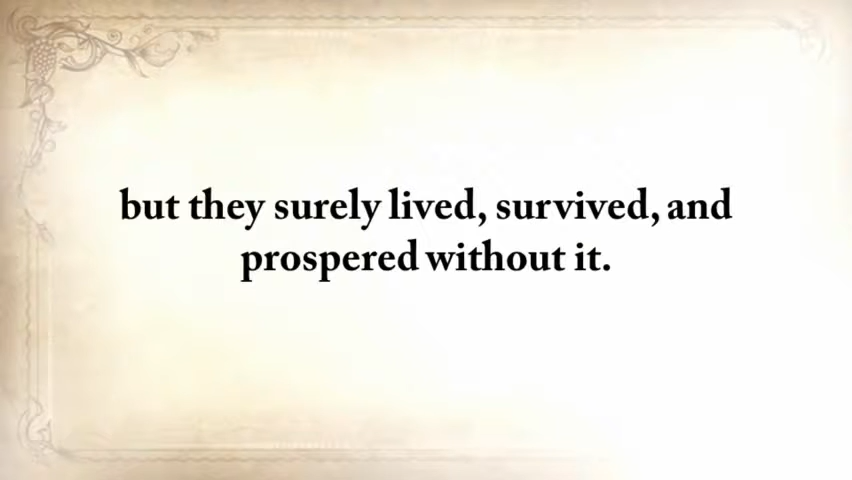 but they surely lived, survived, and
prospered without it.